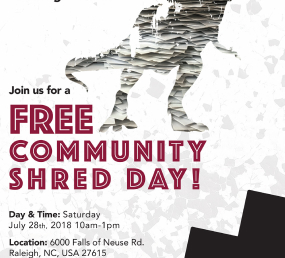 Join us for a
FREE
COMMUNITY
SHRED DAY!
Day & Time: Saturday
July 28th, 2018 10am-1pm
Location: 6000 Falls of Neuse Rd.
Raleigh, NC, USA 27615